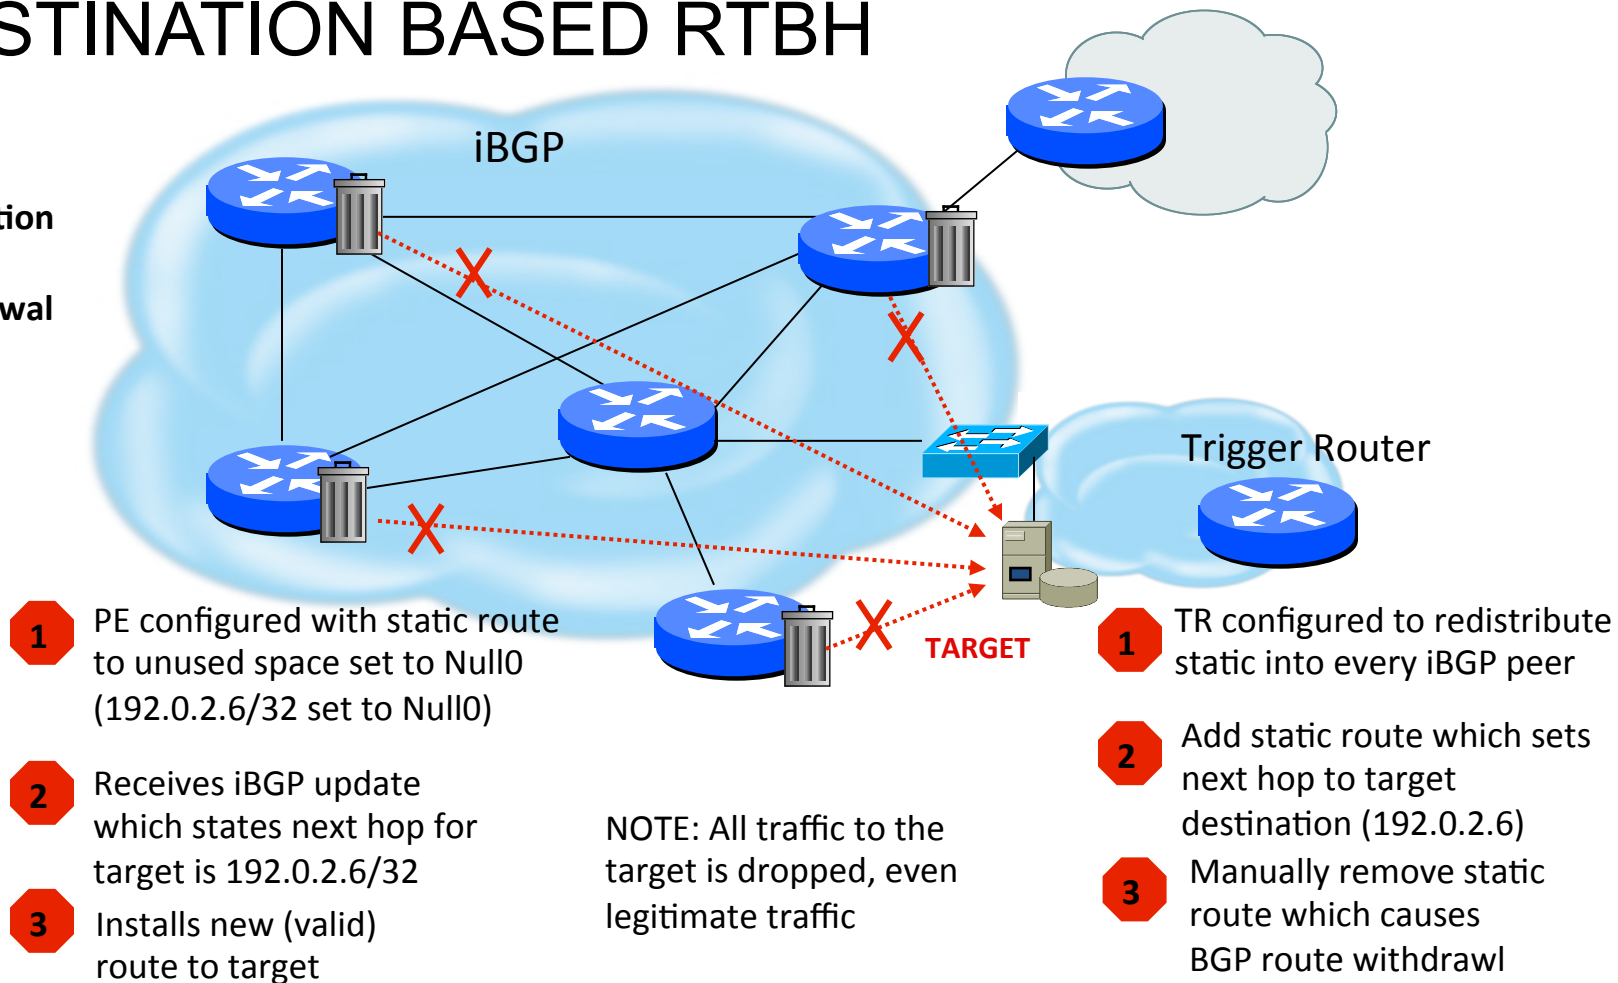 STINATION BASED RTBH
iBGP
tion
wal
Trigger Router
TARGET
1
PE configured with static route
to unused space set to Null0
(192.0.2.6/32 set to Null0)
2
Receives iBGP update
which states next hop for
target is 192.0.2.6/32
3
Installs new (valid)
route to target
NOTE: All traffic to the
target is dropped, even
legitimate traffic
1
TR configured to redistribute
static into every iBGP peer
2
Add static route which sets
next hop to target
destination (192.0.2.6)
3
Manually remove static
route which causes
BGP route withdrawl